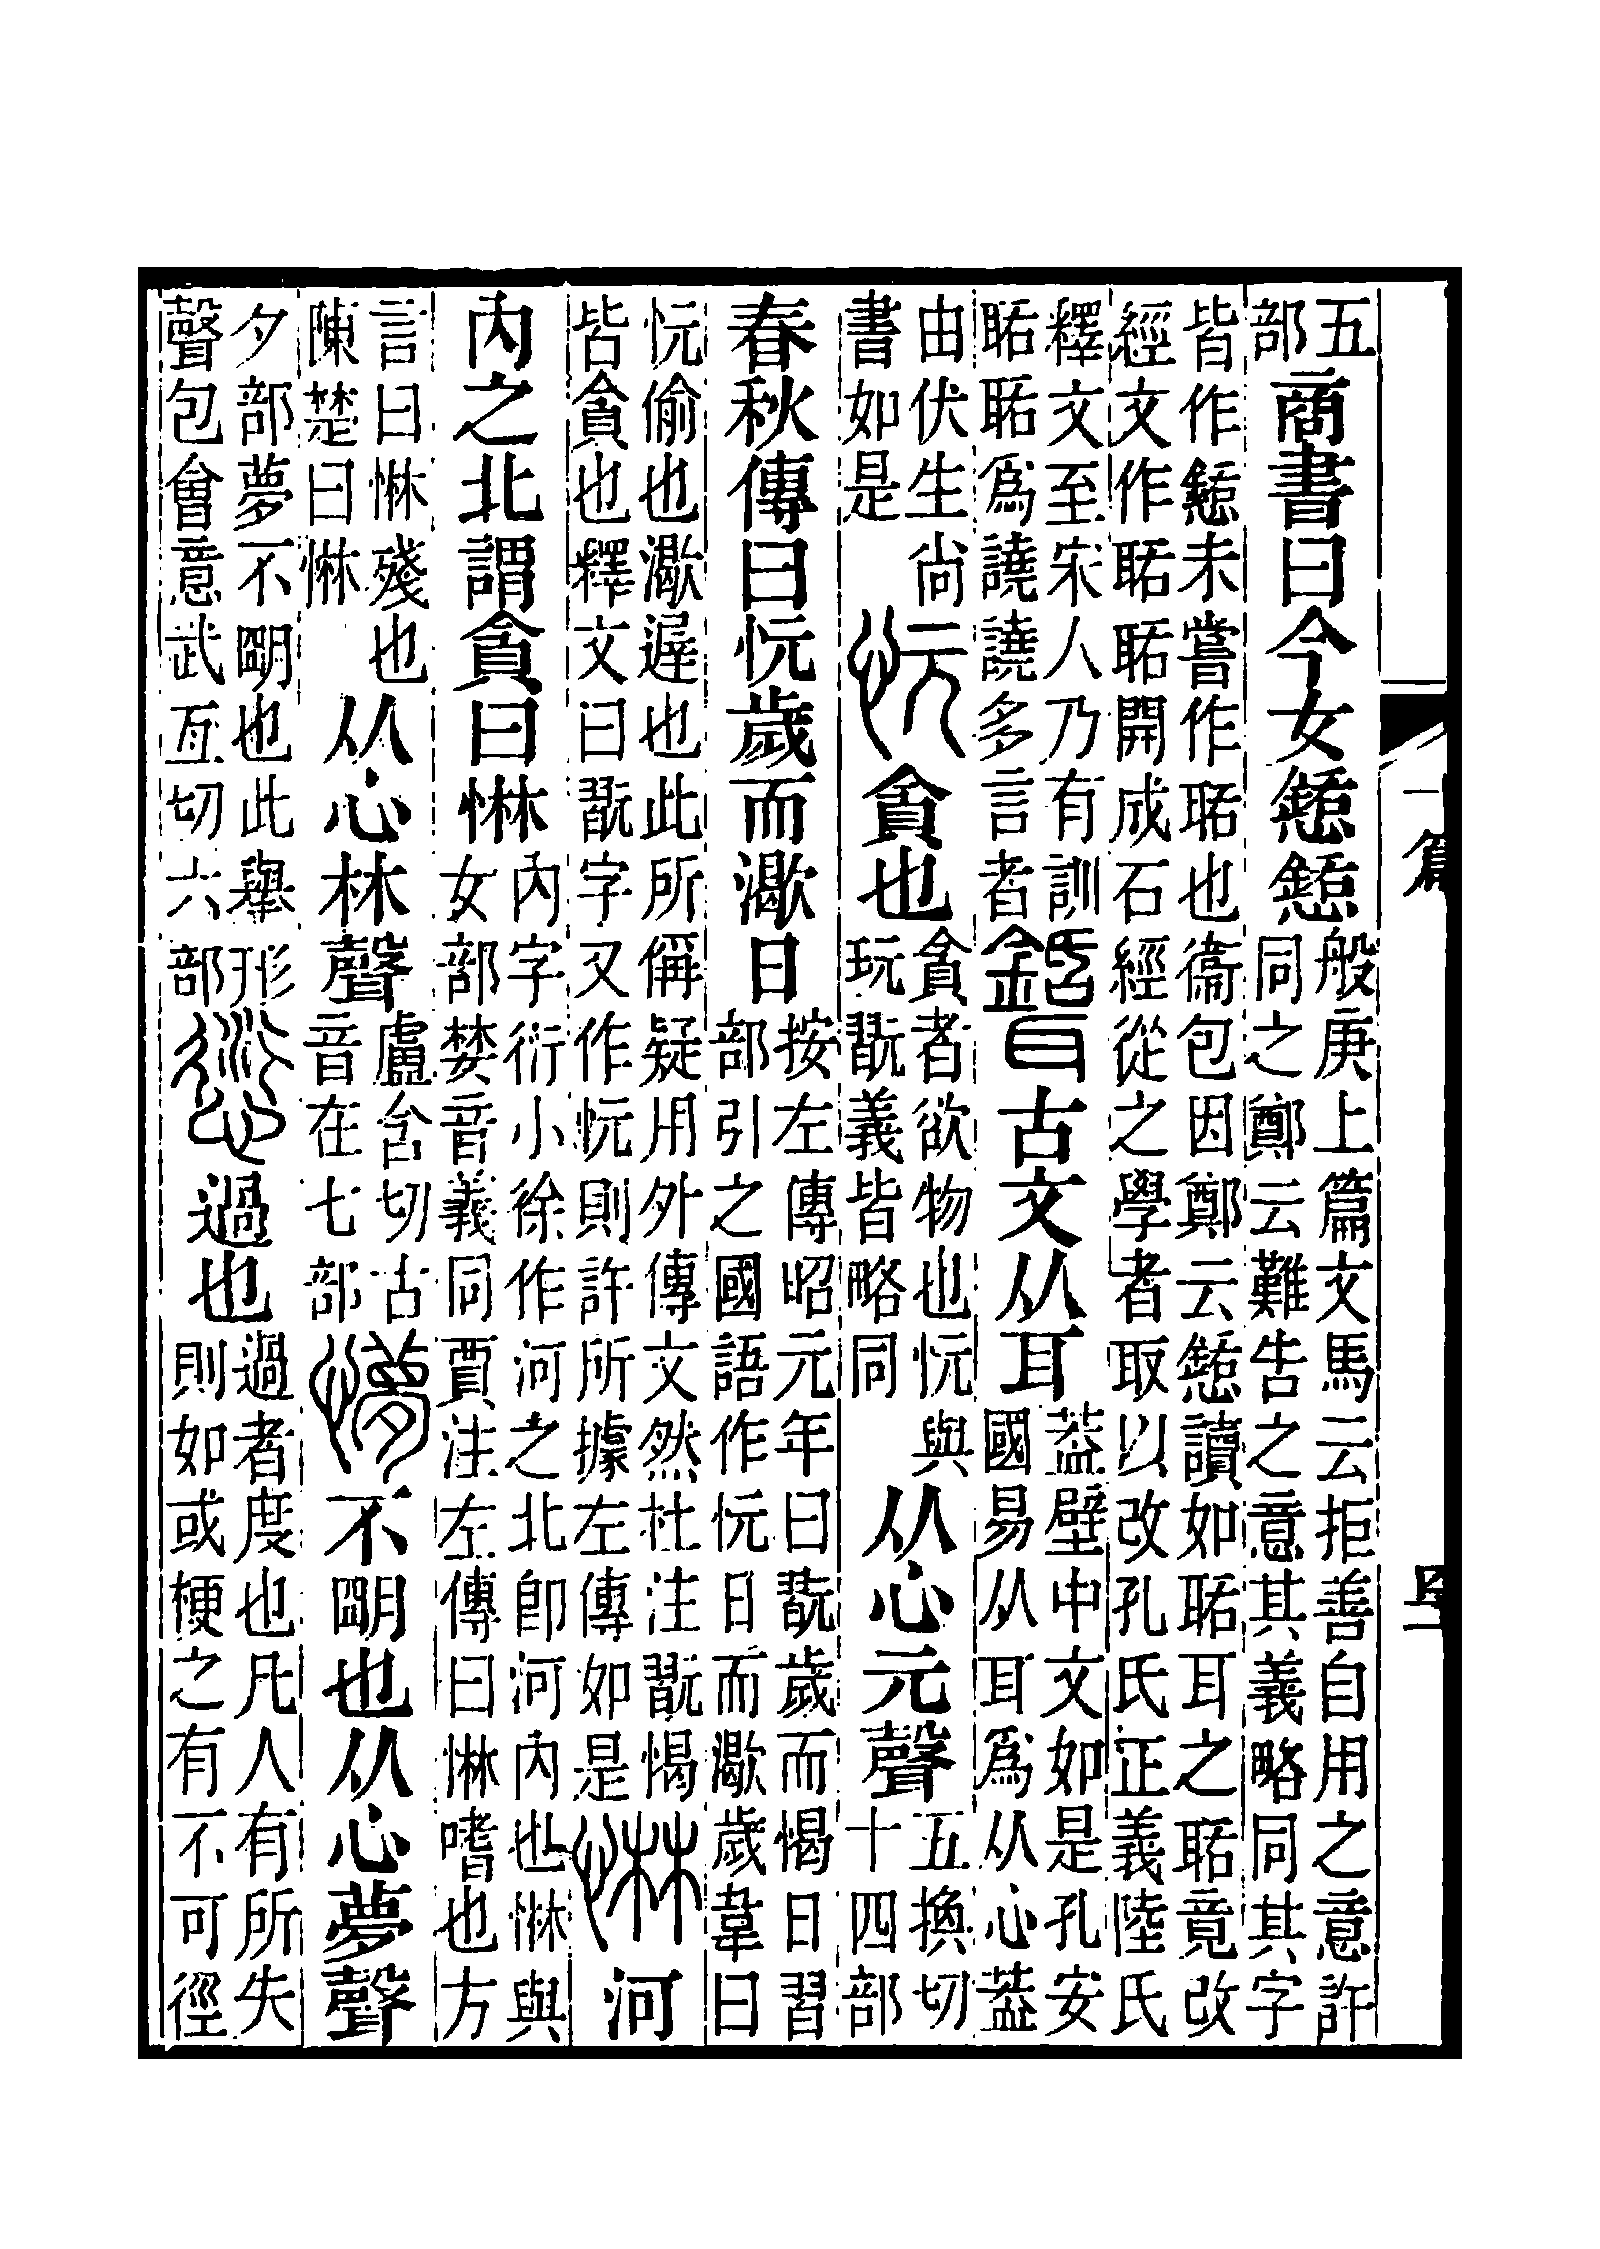 五部商書曰今女懖懖般庚上篇文馬云拒善自用之意許同之鄭云難告之意其義略同其字
皆作懖未嘗作聒也衞包因鄭云懖讀如聒耳之聒竟改經文作聒聒開成石經從之學者取以改孔氏正義陸氏
釋文至宋人乃有訓聒聒爲譊譊多言者𦧺古文从耳葢壁中文如是孔安國易从耳爲从心葢
由伏生尙書如是忨貪也貪者欲物也忨與玩翫義皆略同从心元聲五換切十四部
春秋傳曰忨歲而㵣日按左傳昭元年曰翫歲而愒日習部引之國語作忨日而㵣歲韋曰
忨偷也㵣遟也此所偁疑用外傳文然杜注翫愒皆貪也釋文曰翫字又作忨則許所據左傳如是惏河
內之北謂貪曰惏內字衍小徐作河之北卽河內也惏與女部婪音義同賈注左傳曰惏嗜也方
言曰惏殘也陳楚曰惏从心林聲盧含切古音在七部懜不朙也从心夢聲
夕部夢不朙也此舉形聲包會意武亙切六部愆過也過者度也凡人有所失則如或梗之有不可徑